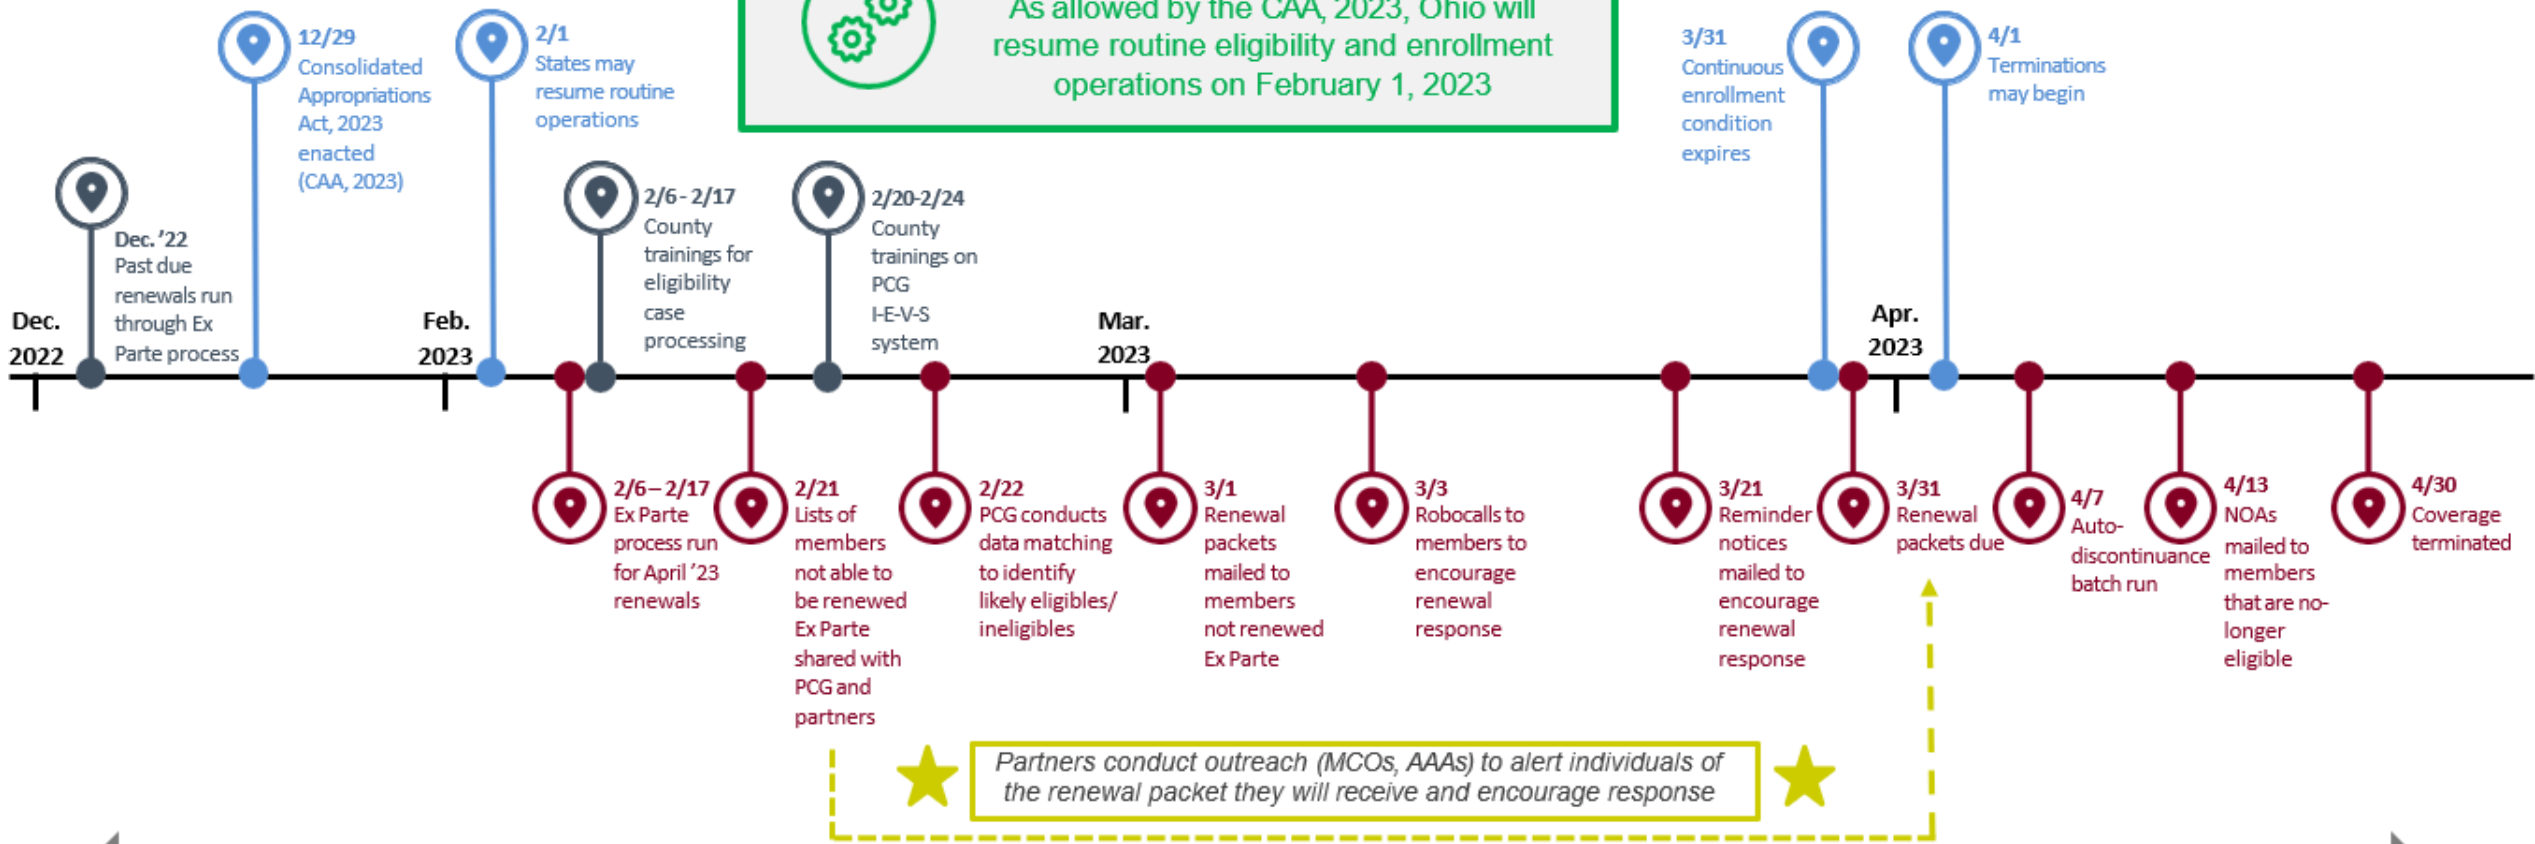 12/29
Consolidated
Appropriations
Act, 2023
enacted
(CAA, 2023)
2/1
States may
resume routine
operations
As allowed by the CAA, 2023, Ohio will
resume routine eligibility and enrollment
operations on February 1, 2023
3/31
Continuous
enrollment
condition
expires
4/1
Terminations
may begin
Dec. '22
Past due
renewals run
through Ex
Parte process
2/6 - 2/17
County
trainings for
eligibility
case
processing
2/20-2/24
County
trainings on
PCG
I-E-V-S
system
Dec.
2022
Feb.
2023
Mar.
2023
Apr.
2023
2/6 – 2/17
Ex Parte
process run
for April '23
renewals
2/21
Lists of
members
not able to
be renewed
Ex Parte
shared with
PCG and
partners
2/22
PCG conducts
data matching
to identify
likely eligibles/
ineligibles
3/1
Renewal
packets
mailed to
members
not renewed
Ex Parte
3/3
Robocalls to
members to
encourage
renewal
response
3/21
Reminder
notices
mailed to
encourage
renewal
response
3/31
Renewal
packets due
4/7
Auto-
discontinuance
batch run
4/13
NOAs
mailed to
members
that are no-
longer
eligible
4/30
Coverage
terminated
Partners conduct outreach (MCOs, AAAs) to alert individuals of
the renewal packet they will receive and encourage response